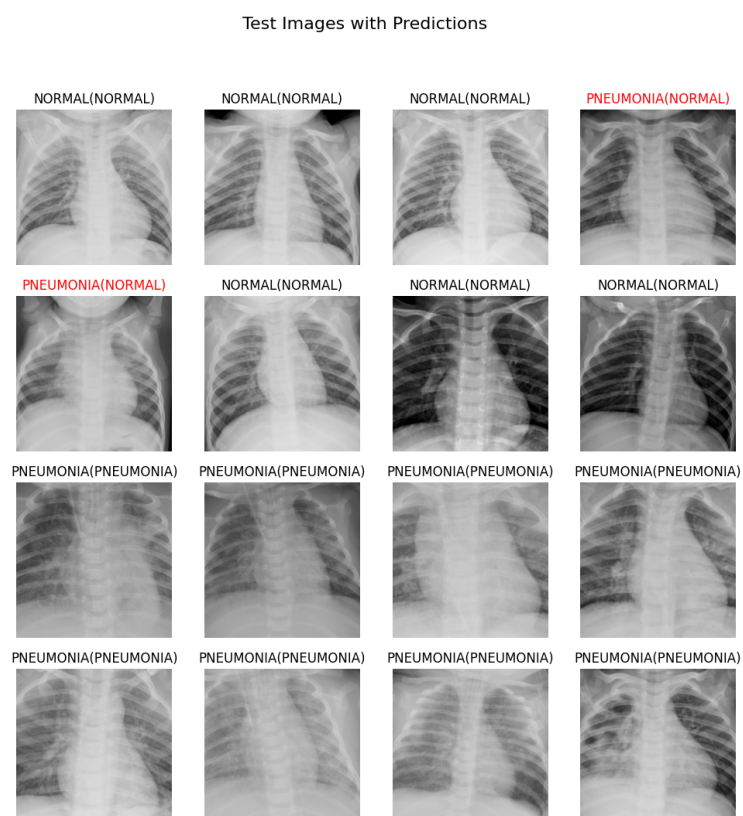 Test Images with Predictions
NORMAL(NORMAL) NORMAL(NORMAL) NORMAL(NORMAL) PNEUMONIA(NORMAL)
PNEUMONIA(NORMAL) NORMAL(NORMAL) NORMAL(NORMAL) NORMAL(NORMAL)
PNEUMONIA(PNEUMONIA) PNEUMONIA(PNEUMONIA) PNEUMONIA(PNEUMONIA) PNEUMONIA(PNEUMONIA)
PNEUMONIA(PNEUMONIA) PNEUMONIA(PNEUMONIA) PNEUMONIA(PNEUMONIA) PNEUMONIA(PNEUMONIA)